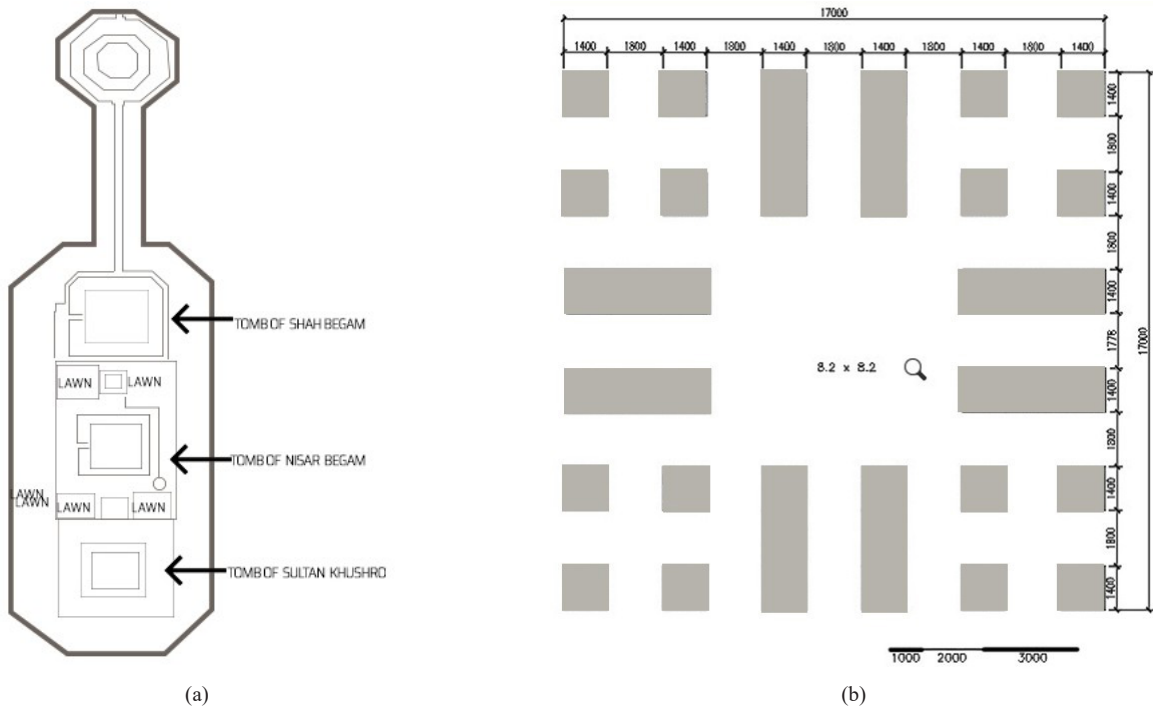 TOMB OF SHAH BEGAM
LAWN
LAWN
TOMB OF NISAR BEGAM
LAWN
LAWN
LAWN
LAWN
TOMB OF SULTAN KHUSHRO
(a)
17000
1400 1800 1400 1800 1400 1800 1400 1800 1400 1800 1400
1400
1800
1400
1800
1400
1778
1400
1800
1400
1800
1400
17000
8.2 x 8.2
1000 2000 3000
(b)